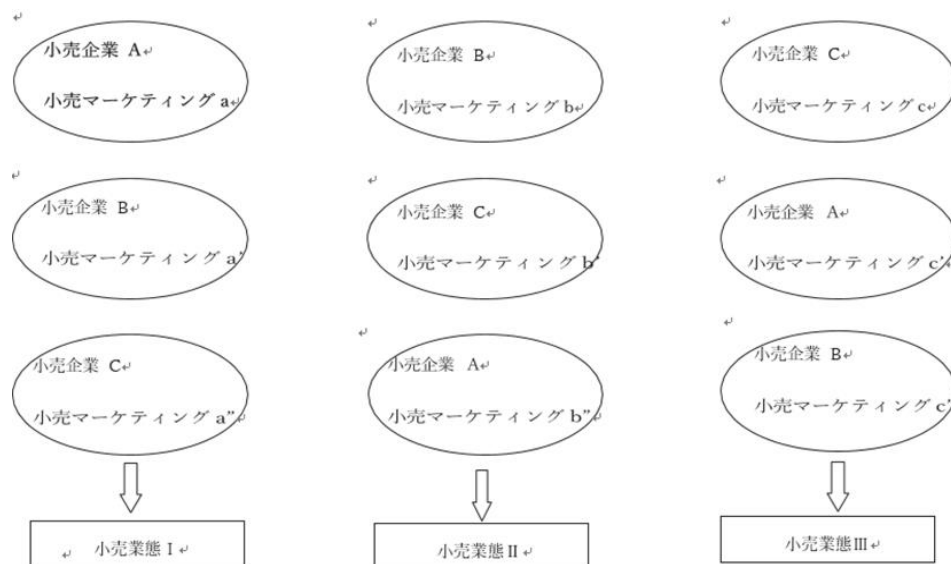 小売企業 A
小売マーケティング a
小売企業 B
小売マーケティング b
小売企業 C
小売マーケティング c
小売企業 B
小売マーケティング a’
小売企業 C
小売マーケティング b’
小売企業 A
小売マーケティング c’
小売企業 C
小売マーケティング a”
小売企業 A
小売マーケティング b”
小売企業 B
小売マーケティング c”
小売業態 I
小売業態 II
小売業態 III